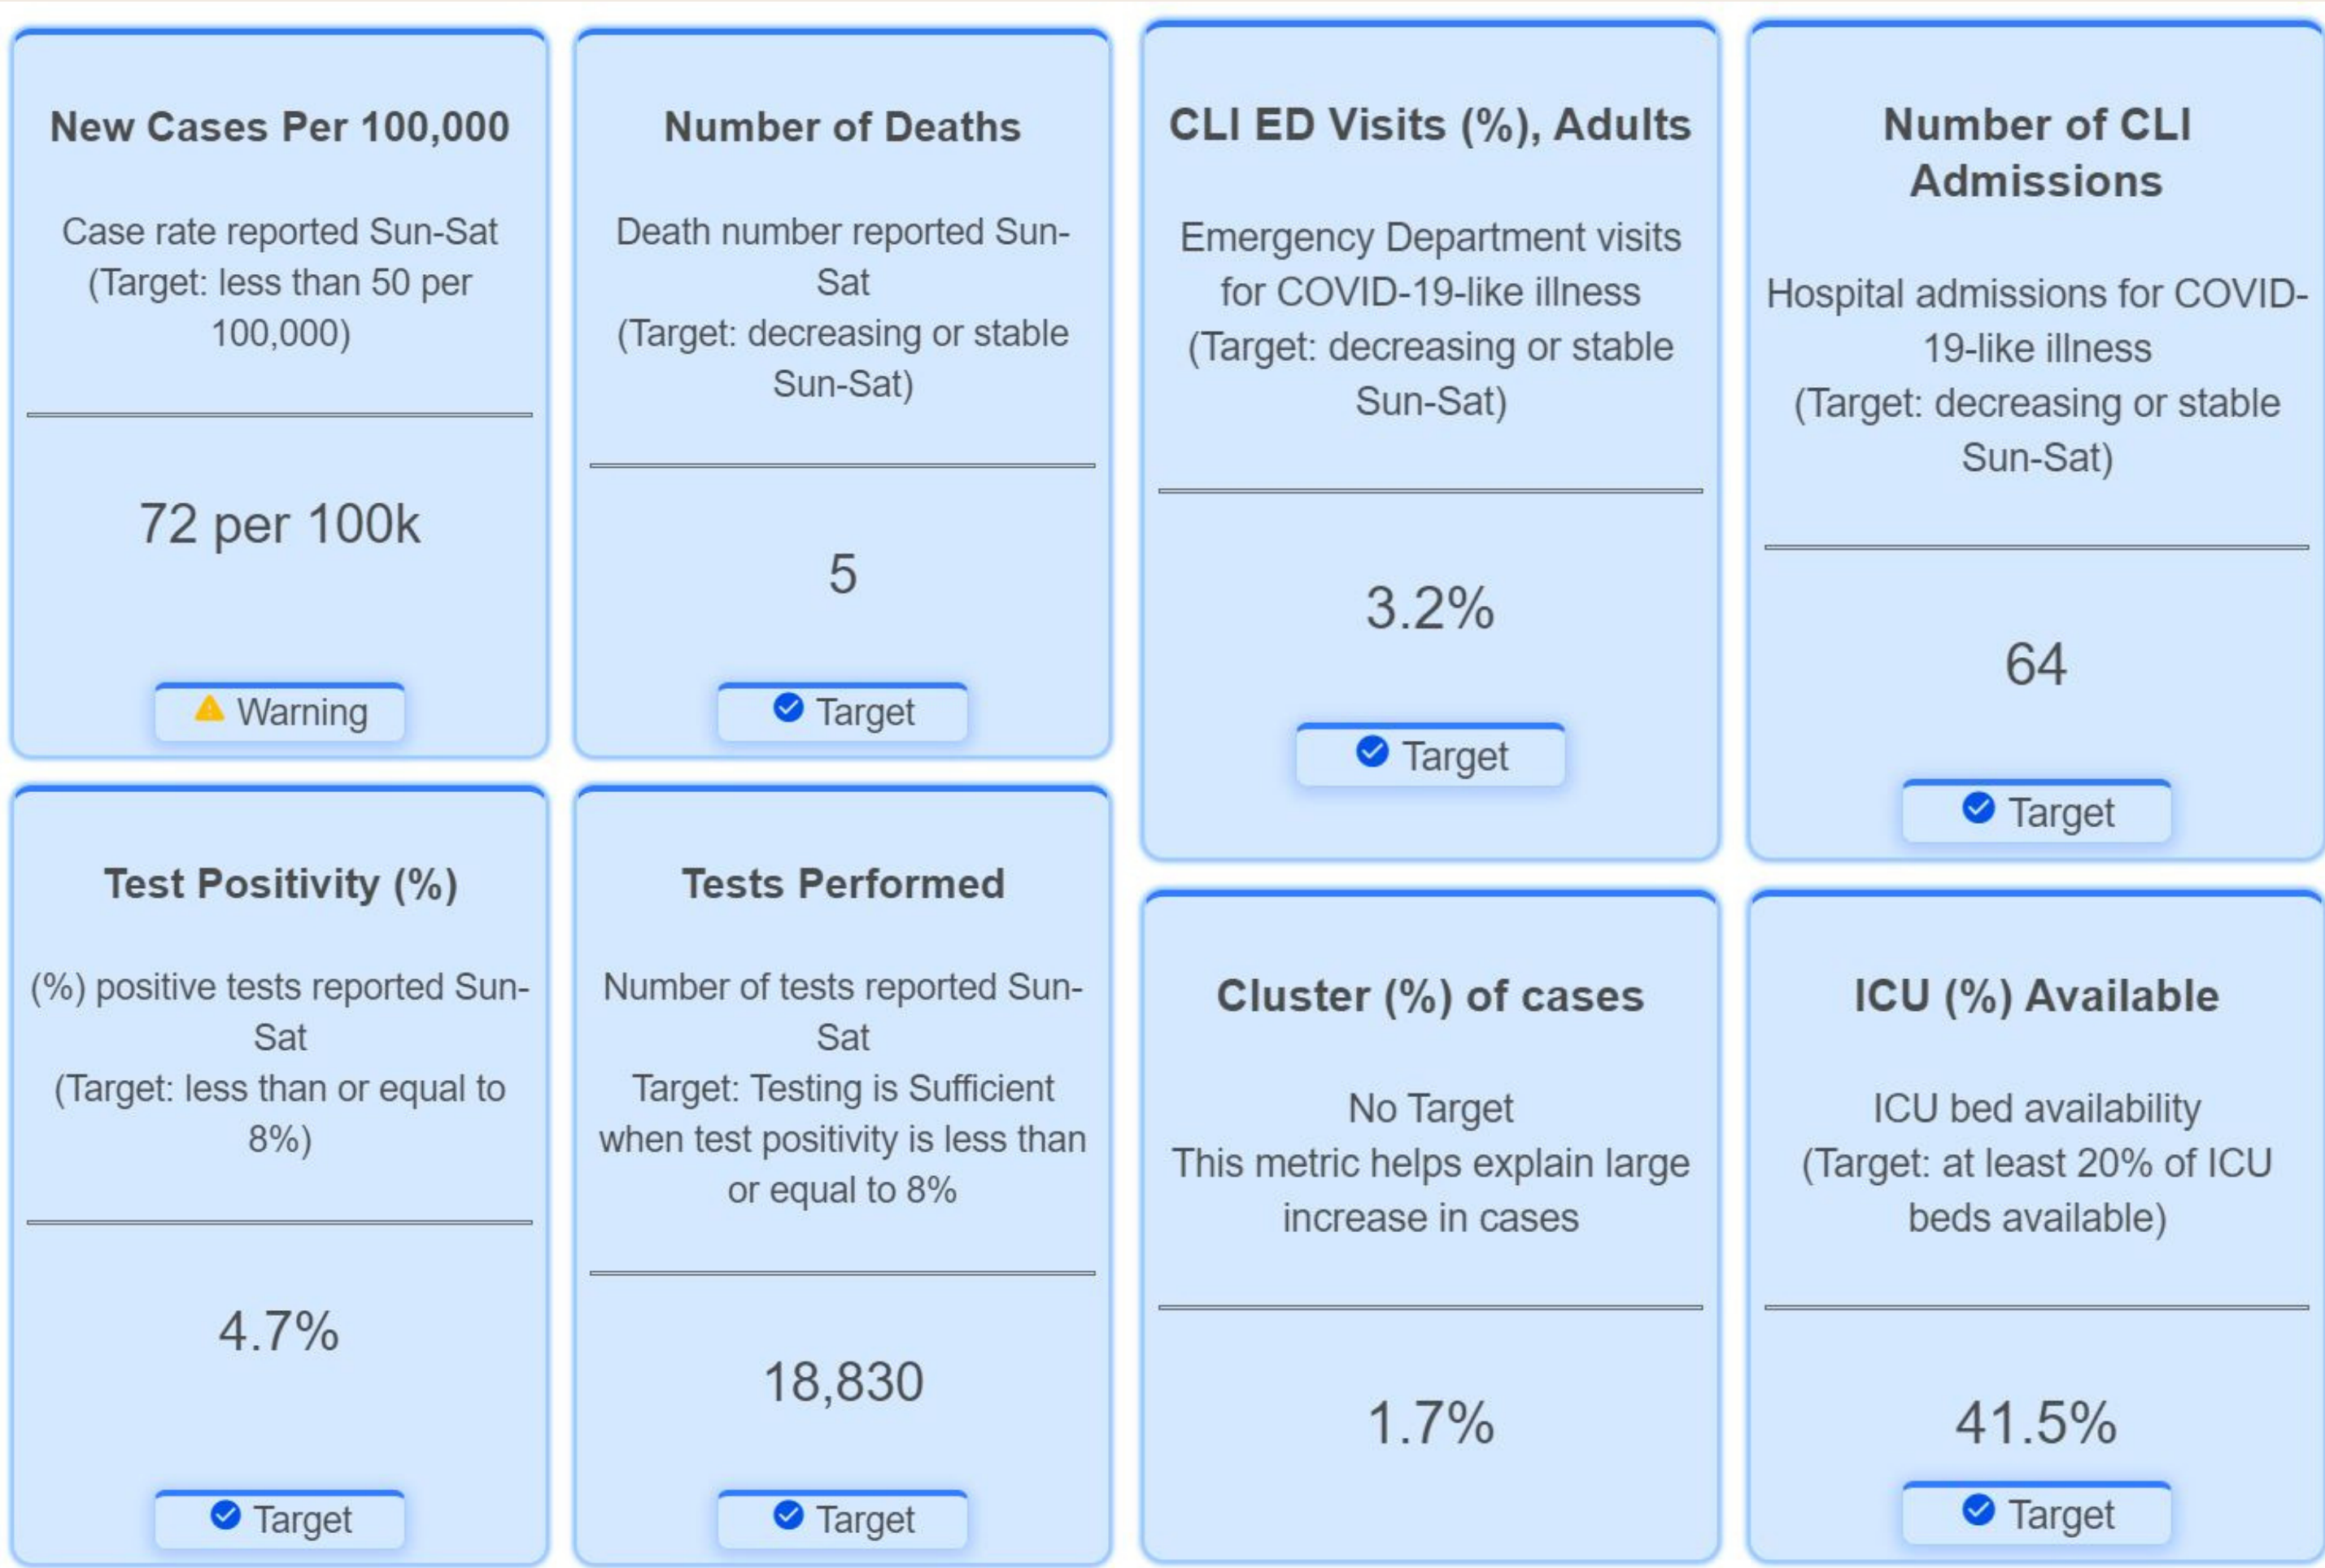 New Cases Per 100,000
Case rate reported Sun-Sat
(Target: less than 50 per
100,000)
72 per 100k
Warning
Number of Deaths
Death number reported Sun-
Sat
(Target: decreasing or stable
Sun-Sat)
5
Target
CLI ED Visits (%), Adults
Emergency Department visits
for COVID-19-like illness
(Target: decreasing or stable
Sun-Sat)
3.2%
Target
Number of CLI
Admissions
Hospital admissions for COVID-
19-like illness
(Target: decreasing or stable
Sun-Sat)
64
Target
Test Positivity (%)
(%) positive tests reported Sun-
Sat
(Target: less than or equal to
8%)
4.7%
Target
Tests Performed
Number of tests reported Sun-
Sat
Target: Testing is Sufficient
when test positivity is less than
or equal to 8%
18,830
Target
Cluster (%) of cases
No Target
This metric helps explain large
increase in cases
1.7%
ICU (%) Available
ICU bed availability
(Target: at least 20% of ICU
beds available)
41.5%
Target